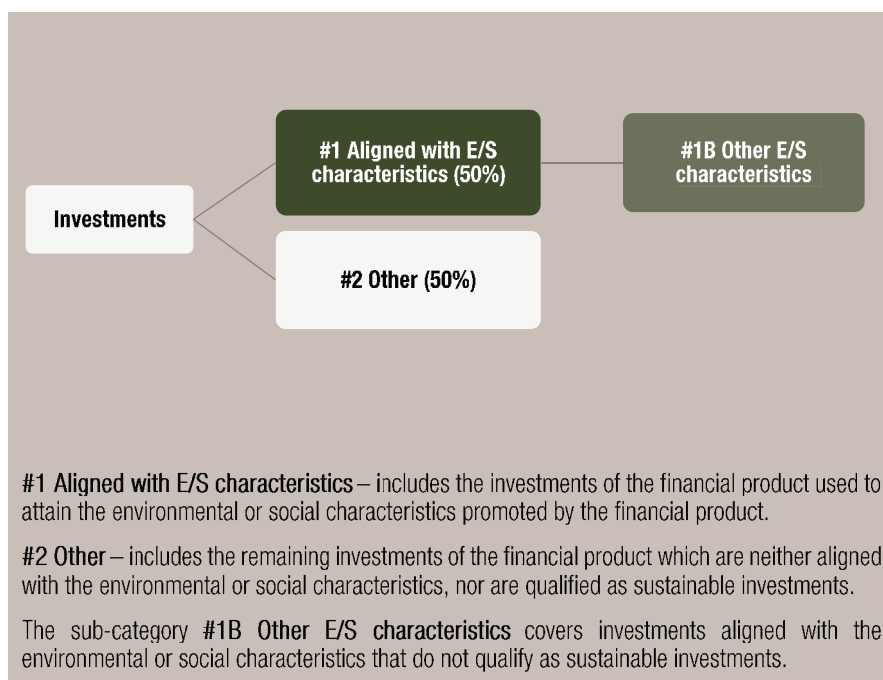 #1 Aligned with E/S
characteristics (50%)
#1B Other E/S
characteristics
Investments
#2 Other (50%)
#1 Aligned with E/S characteristics – includes the investments of the financial product used to
attain the environmental or social characteristics promoted by the financial product.
#2 Other – includes the remaining investments of the financial product which are neither aligned
with the environmental or social characteristics, nor are qualified as sustainable investments.
The sub-category #1B Other E/S characteristics covers investments aligned with the
environmental or social characteristics that do not qualify as sustainable investments.